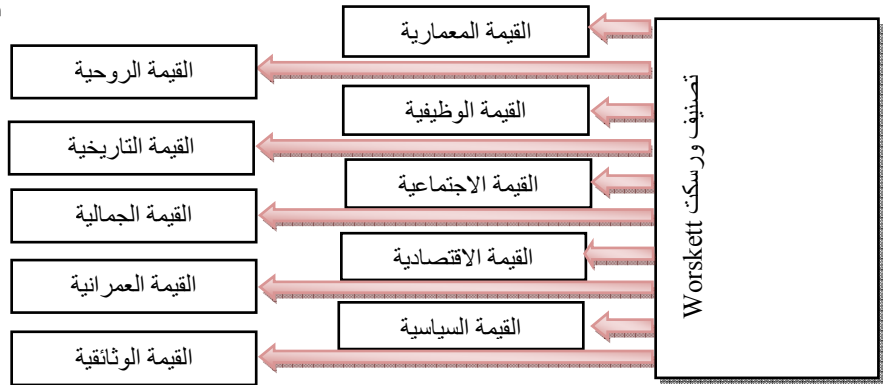 تصنيف ورسكت Worskett
القيمة المعمارية
القيمة الروحية
القيمة الوظيفية
القيمة التاريخية
القيمة الاجتماعية
القيمة الجمالية
القيمة الاقتصادية
القيمة العمرانية
القيمة السياسية
القيمة الوثائقية